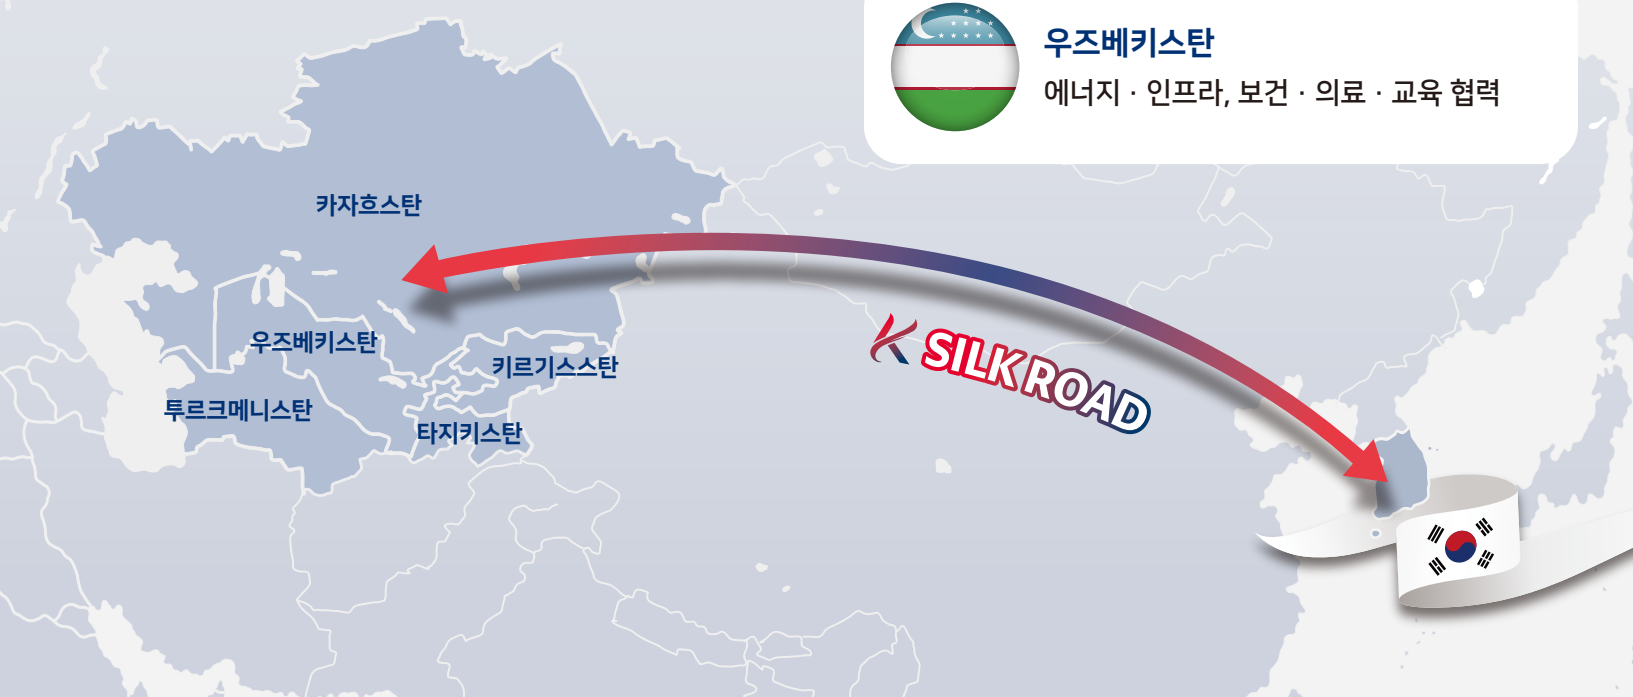 우즈베키스탄
에너지 · 인프라, 보건 · 의료 · 교육 협력
카자흐스탄
우즈베키스탄
키르기스스탄
투르크메니스탄
타지키스탄
K SILK ROAD